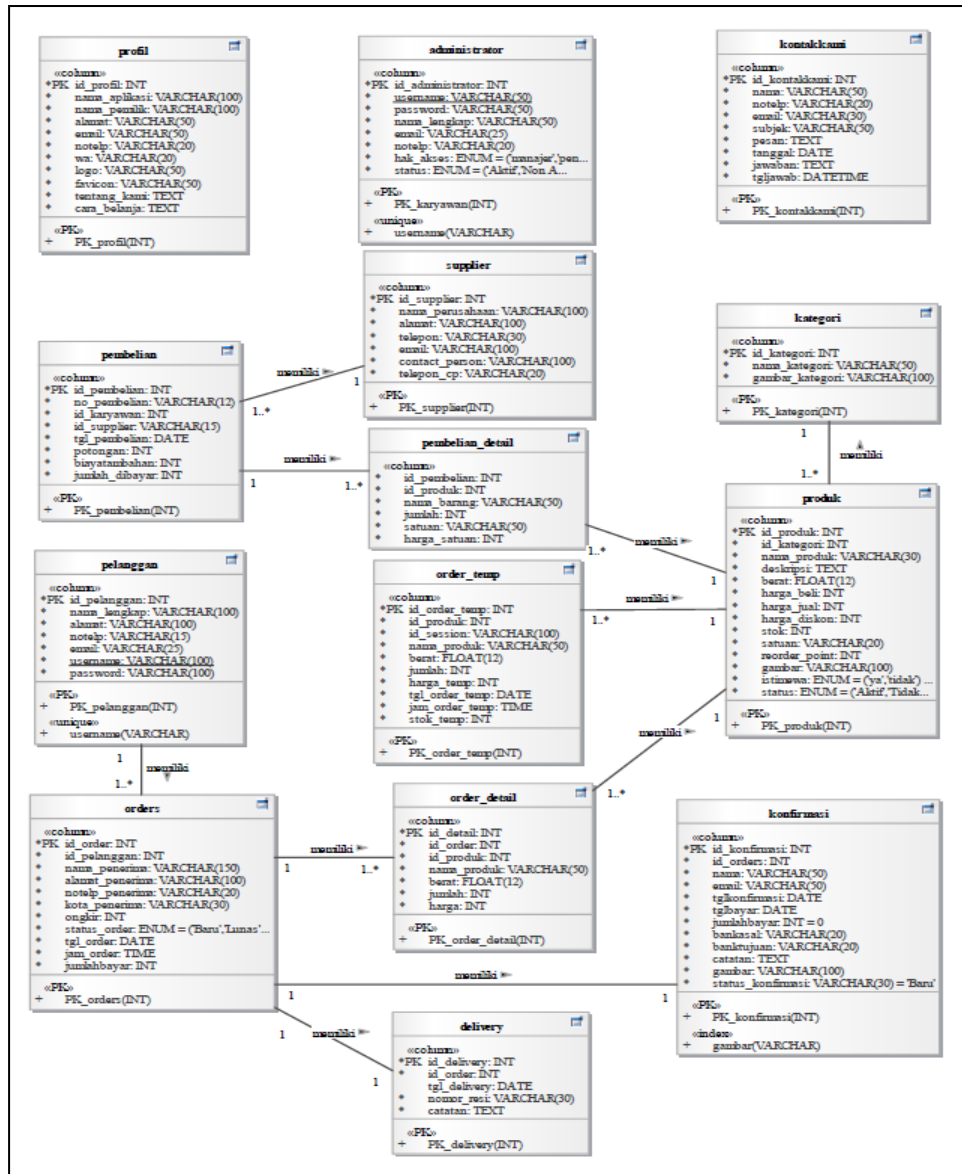 profil
«column»
*PK id_profil: INT
* nama_aplikasi: VARCHAR(100)
* nama_pemilik: VARCHAR(100)
* alamat: VARCHAR(50)
* email: VARCHAR(50)
* notelp: VARCHAR(20)
* wa: VARCHAR(20)
* logo: VARCHAR(50)
* favicon: VARCHAR(50)
* tentang_kami: TEXT
* cara_belanja: TEXT
«PK»
+ PK_profil(INT)
administrator
«column»
*PK id_administrator: INT
* username: VARCHAR(50)
* password: VARCHAR(50)
* nama_lengkap: VARCHAR(50)
* email: VARCHAR(25)
* notelp: VARCHAR(20)
* hak_akses: ENUM = ('manajer','pen...
* status: ENUM = ('Aktif','Non A...
«PK»
+ PK_karyawan(INT)
«unique»
+ username(VARCHAR)
kontakkami
«column»
*PK id_kontakkami: INT
* nama: VARCHAR(50)
* notelp: VARCHAR(20)
* email: VARCHAR(30)
* subjek: VARCHAR(50)
* pesan: TEXT
* tanggal: DATE
* jawaban: TEXT
* tgljawab: DATETIME
«PK»
+ PK_kontakkami(INT)
supplier
«column»
*PK id_supplier: INT
* nama_perusahaan: VARCHAR(100)
* alamat: VARCHAR(100)
* telepon: VARCHAR(30)
* email: VARCHAR(100)
* contact_person: VARCHAR(100)
* telepon_cp: VARCHAR(20)
«PK»
+ PK_supplier(INT)
kategori
«column»
*PK id_kategori: INT
* nama_kategori: VARCHAR(50)
* gambar_kategori: VARCHAR(100)
«PK»
+ PK_kategori(INT)
pembelian
«column»
*PK id_pembelian: INT
* no_pembelian: VARCHAR(12)
* id_karyawan: INT
* id_supplier: VARCHAR(15)
* tgl_pembelian: DATE
* potongan: INT
* biayatambahan: INT
* jumlah_dibayar: INT
«PK»
+ PK_pembelian(INT)
memiliki
1..*
1
memiliki
1
1..*
pembelian_detail
«column»
* id_pembelian: INT
* id_produk: INT
* nama_barang: VARCHAR(50)
* jumlah: INT
* satuan: VARCHAR(50)
* harga_satuan: INT
1
memiliki
1..*
memiliki
1..*
1
produk
«column»
*PK id_produk: INT
* id_kategori: INT
* nama_produk: VARCHAR(30)
* deskripsi: TEXT
* berat: FLOAT(12)
* harga_beli: INT
* harga_jual: INT
* harga_diskon: INT
* stok: INT
* satuan: VARCHAR(20)
* reorder_point: INT
* gambar: VARCHAR(100)
* istimewa: ENUM = ('ya','tidak') ...
* status: ENUM = ('Aktif','Tidak...
«PK»
+ PK_produk(INT)
pelanggan
«column»
*PK id_pelanggan: INT
* nama_lengkap: VARCHAR(100)
* alamat: VARCHAR(100)
* notelp: VARCHAR(15)
* email: VARCHAR(25)
* username: VARCHAR(100)
* password: VARCHAR(100)
«PK»
+ PK_pelanggan(INT)
«unique»
+ username(VARCHAR)
order_temp
«column»
*PK id_order_temp: INT
* id_produk: INT
* id_session: VARCHAR(100)
* nama_produk: VARCHAR(50)
* berat: FLOAT(12)
* jumlah: INT
* harga_temp: INT
* tgl_order_temp: DATE
* jam_order_temp: TIME
* stok_temp: INT
«PK»
+ PK_order_temp(INT)
memiliki
1..*
1
memiliki
1
1..*
1
memiliki
1..*
orders
«column»
*PK id_order: INT
* id_pelanggan: INT
* nama_penerima: VARCHAR(150)
* alamat_penerima: VARCHAR(100)
* notelp_penerima: VARCHAR(20)
* kota_penerima: VARCHAR(30)
* ongkir: INT
* status_order: ENUM = ('Baru','Lunas'...
* tgl_order: DATE
* jam_order: TIME
* jumlahbayar: INT
«PK»
+ PK_orders(INT)
memiliki
1
1..*
order_detail
«column»
*PK id_detail: INT
* id_order: INT
* id_produk: INT
* nama_produk: VARCHAR(50)
* berat: FLOAT(12)
* jumlah: INT
* harga: INT
«PK»
+ PK_order_detail(INT)
konfirmasi
«column»
*PK id_konfirmasi: INT
* id_orders: INT
* nama: VARCHAR(50)
* email: VARCHAR(50)
* tglkonfirmasi: DATE
* tglbayar: DATE
* jumlahbayar: INT = 0
* bankasal: VARCHAR(20)
* banktujuan: VARCHAR(20)
* catatan: TEXT
* gambar: VARCHAR(100)
* status_konfirmasi: VARCHAR(30) = 'Baru'
«PK»
+ PK_konfirmasi(INT)
«index»
+ gambar(VARCHAR)
memiliki
1
1
memiliki
1
1
delivery
«column»
*PK id_delivery: INT
* id_order: INT
tgl_delivery: DATE
* nomor_resi: VARCHAR(30)
* catatan: TEXT
«PK»
+ PK_delivery(INT)